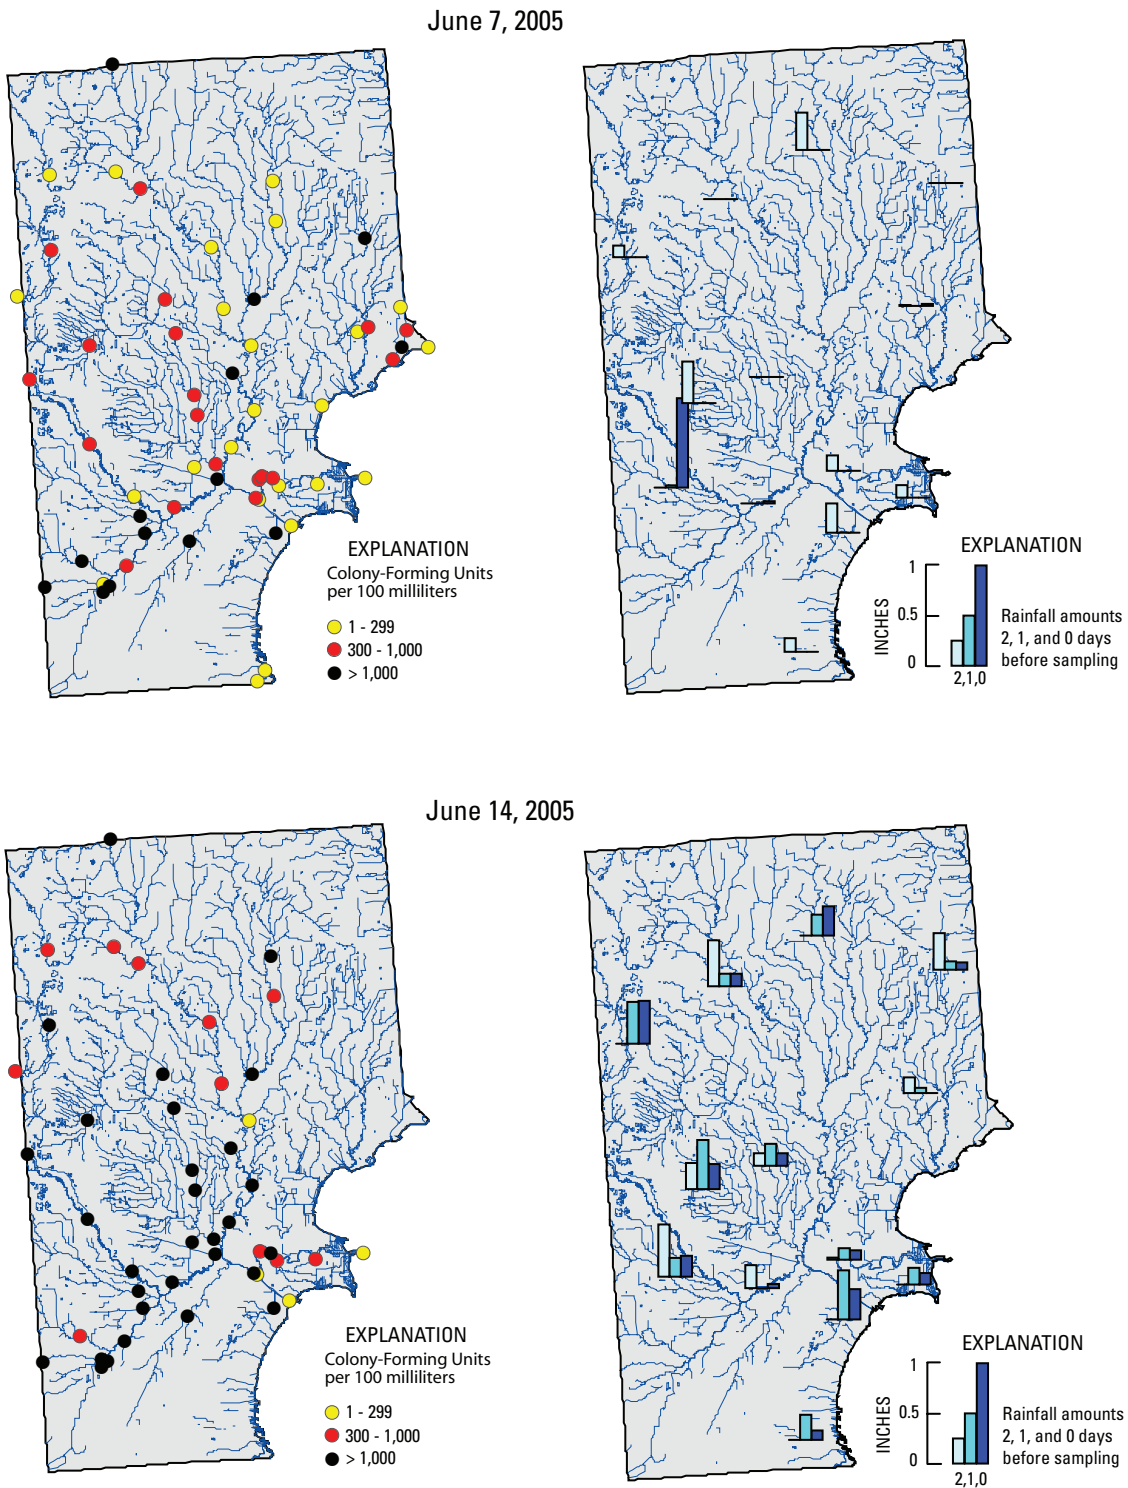 June 7, 2005
EXPLANATION
Colony-Forming Units
per 100 milliliters
1 - 299
300 - 1,000
> 1,000
EXPLANATION
INCHES
1
0.5
0
2,1,0
Rainfall amounts
2, 1, and 0 days
before sampling
June 14, 2005
EXPLANATION
Colony-Forming Units
per 100 milliliters
1 - 299
300 - 1,000
> 1,000
EXPLANATION
INCHES
1
0.5
0
2,1,0
Rainfall amounts
2, 1, and 0 days
before sampling